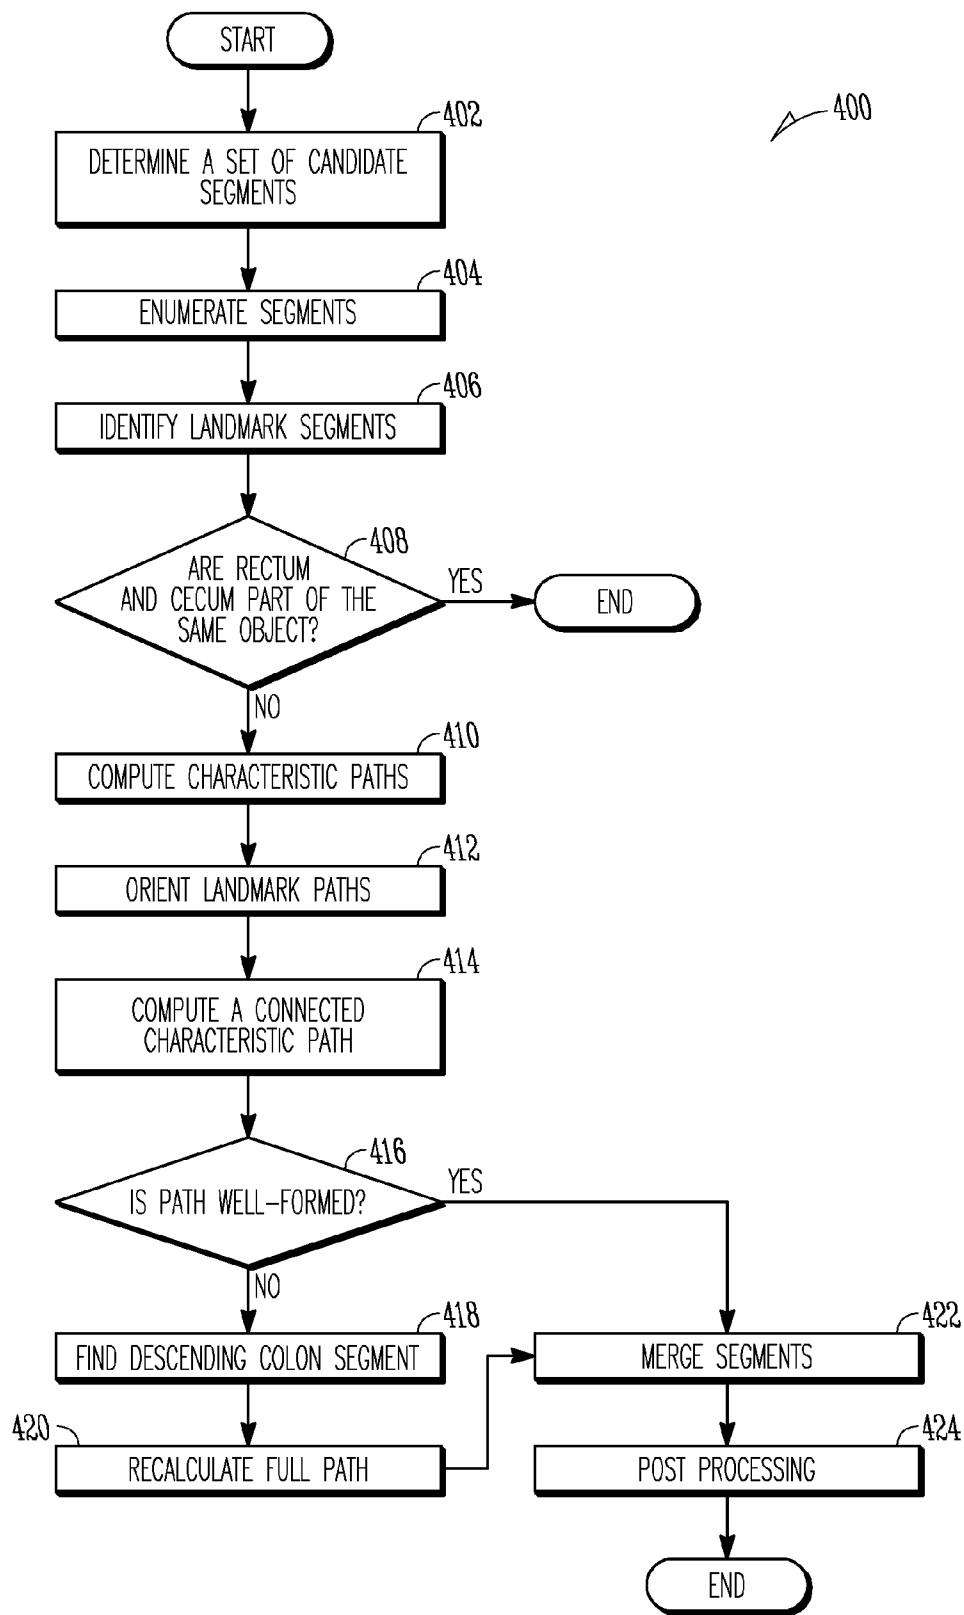 START
400
402
DETERMINE A SET OF CANDIDATE
SEGMENTS
404
ENUMERATE SEGMENTS
406
IDENTIFY LANDMARK SEGMENTS
408
ARE RECTUM
AND CECUM PART OF THE
SAME OBJECT?
YES
END
NO
410
COMPUTE CHARACTERISTIC PATHS
412
ORIENT LANDMARK PATHS
414
COMPUTE A CONNECTED
CHARACTERISTIC PATH
416
IS PATH WELL-FORMED?
YES
NO
418
FIND DESCENDING COLON SEGMENT
422
MERGE SEGMENTS
420
RECALCULATE FULL PATH
424
POST PROCESSING
END